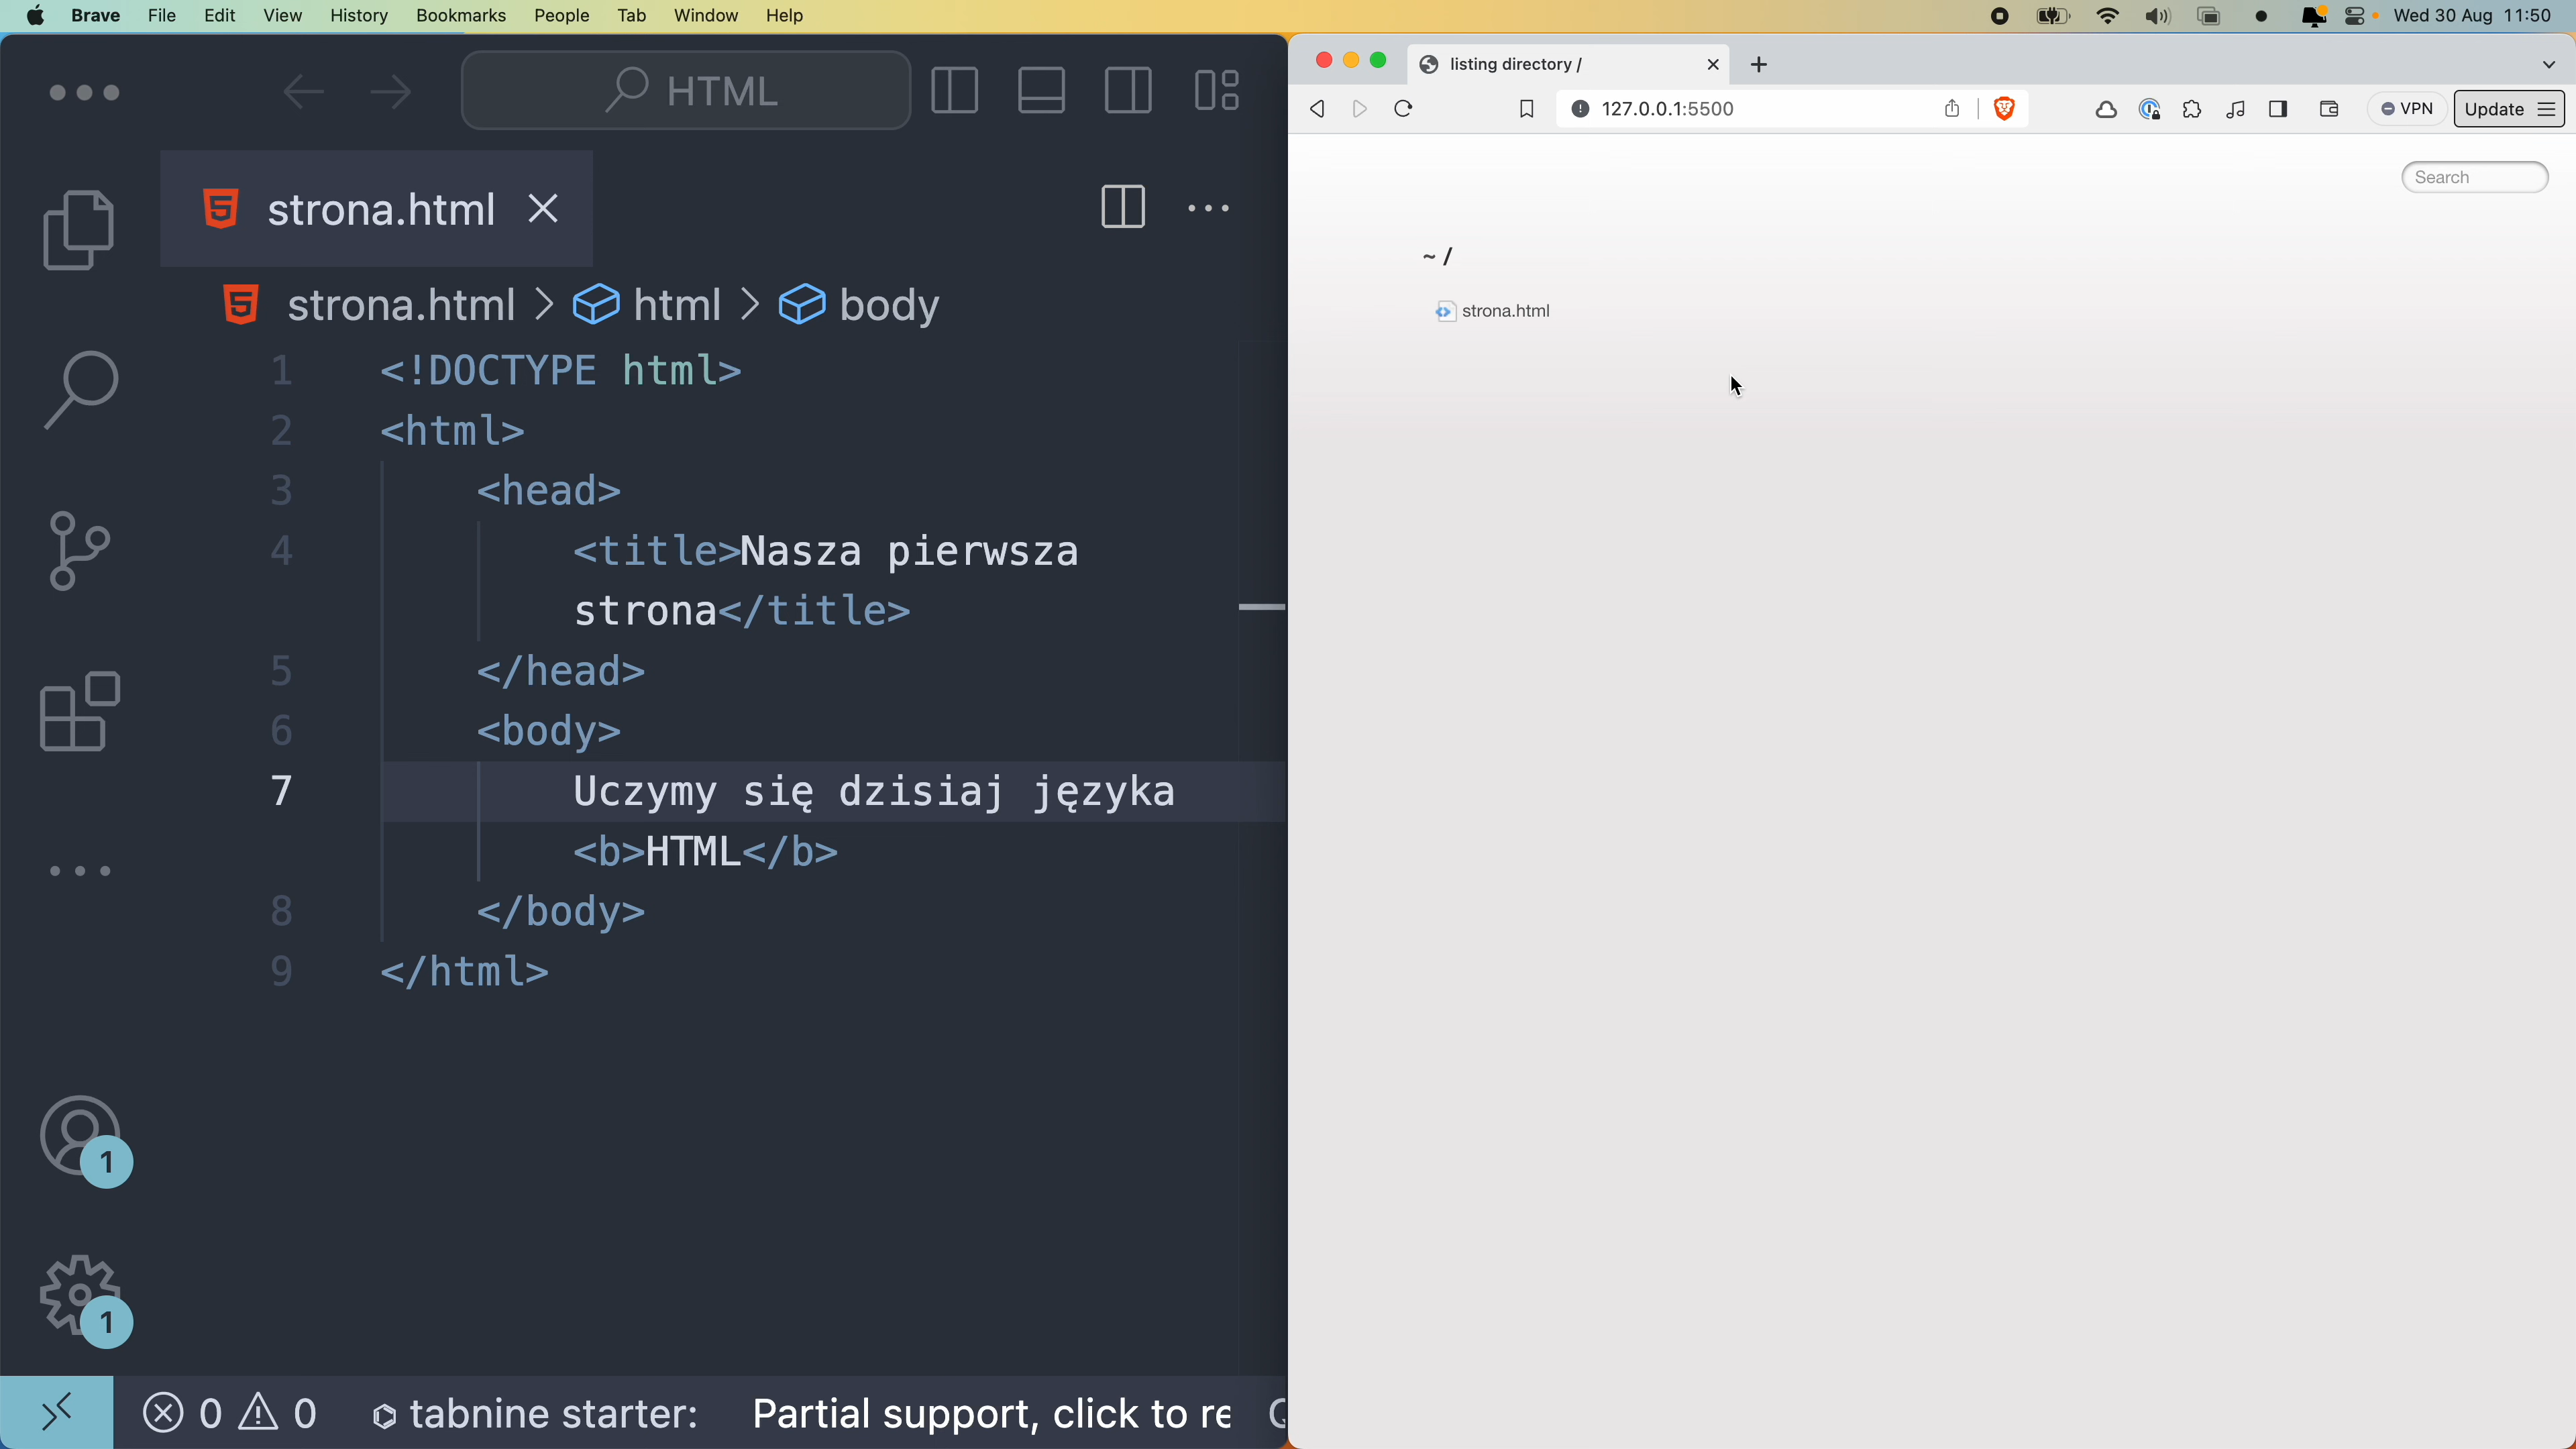 Brave File Edit View History Bookmarks People Tab Window Help Wed 30 Aug 11:50
HTML
strona.html
strona.html > html > body
1 <!DOCTYPE html>
2 <html>
3 <head>
4 <title>Nasza pierwsza
strona</title>
5 </head>
6 <body>
7 Uczymy się dzisiaj języka
<b>HTML</b>
8 </body>
9 </html>
1
1
0 0 tabnine starter: Partial support, click to re
listing directory /
127.0.0.1:5500 VPN Update
Search
~ /
strona.html